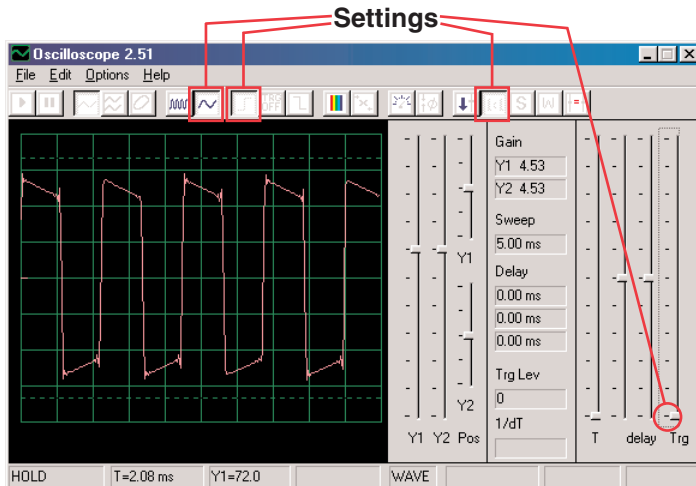 Settings
Oscilloscope 2.51
File Edit Options Help
TRG
OFF
S W
Gain
Y1 4.53
Y2 4.53
Sweep
5.00 ms
Y1
Delay
0.00 ms
0.00 ms
0.00 ms
Trg Lev
Y2
0
1/dT
Y1 Y2 Pos
T delay Trg
HOLD T=2.08 ms Y1=72.0 WAVE